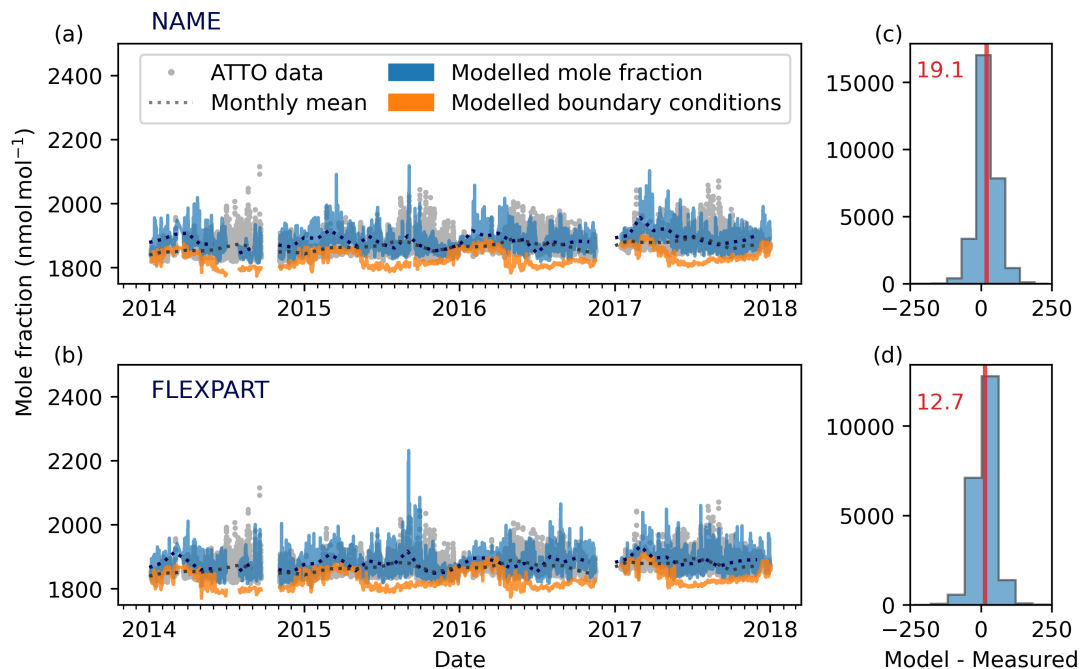 (a)
NAME
2400
2200
2000
1800
ATTO data
Monthly mean
Modelled mole fraction
Modelled boundary conditions
2014
2015
2016
2017
2018
(c)
19.1
15000
10000
5000
0
−250
0
250
Mole fraction (nmol mol⁻¹)
(b)
FLEXPART
2400
2200
2000
1800
2014
2015
2016
2017
2018
Date
(d)
12.7
10000
5000
0
−250
0
250
Model - Measured